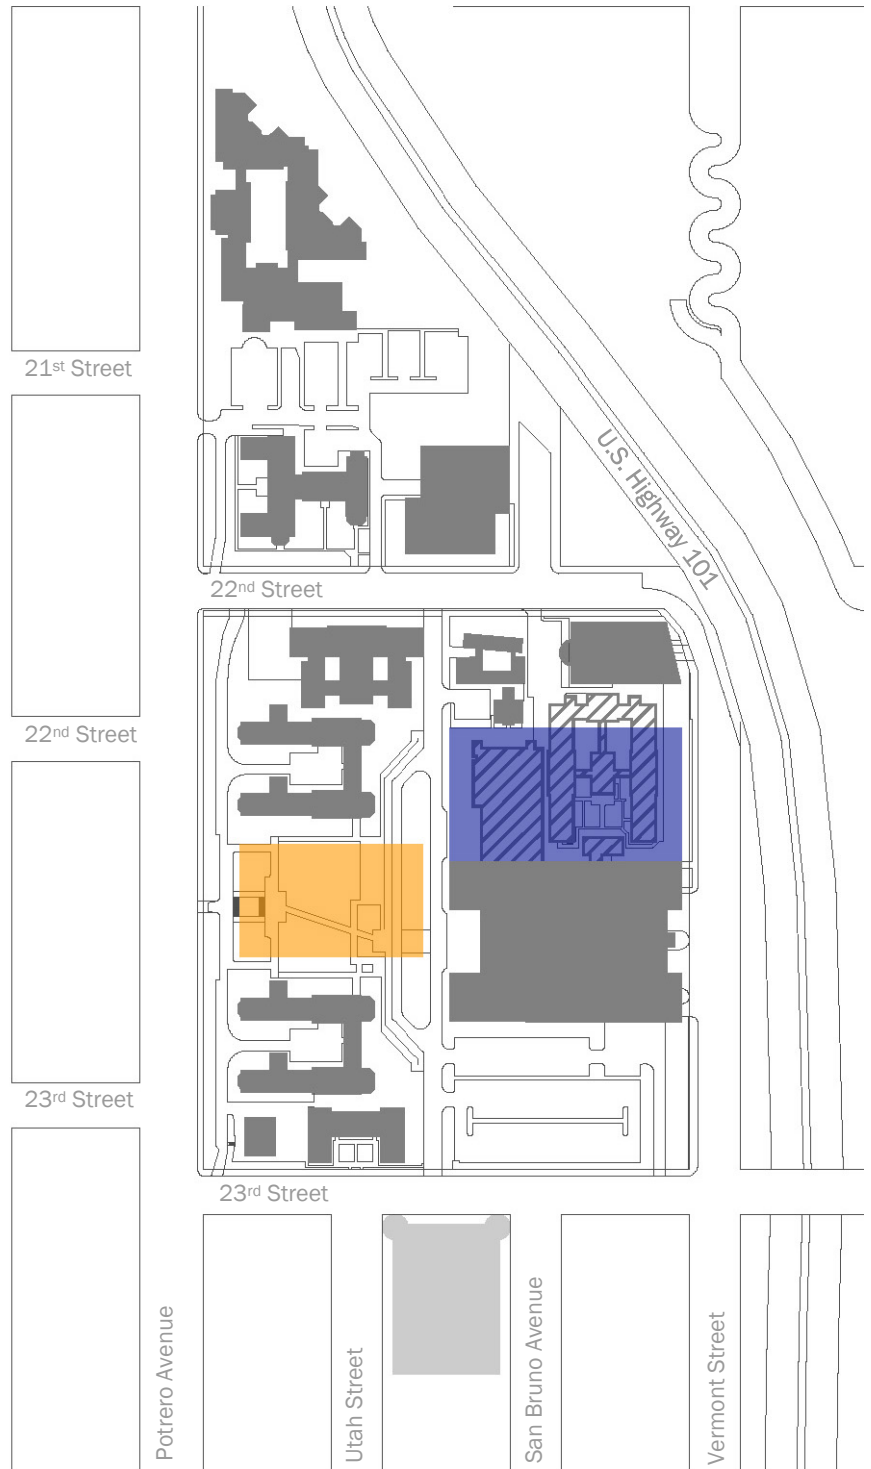 21st Street
U.S. Highway 101
22nd Street
22nd Street
23rd Street
23rd Street
Potrero Avenue
Utah Street
San Bruno Avenue
Vermont Street